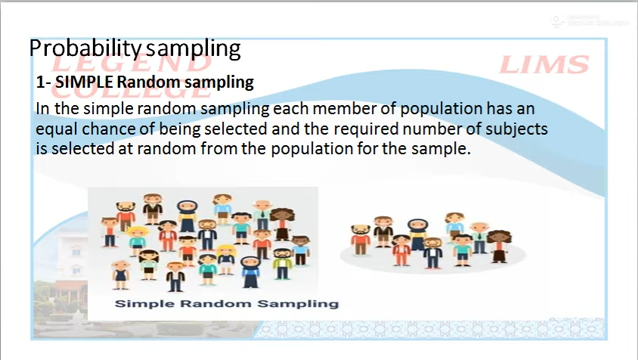 Probability sampling
LEGEND
COLLEGE
LIMS
1- SIMPLE Random sampling
In the simple random sampling each member of population has an
equal chance of being selected and the required number of subjects
is selected at random from the population for the sample.
Simple Random Sampling